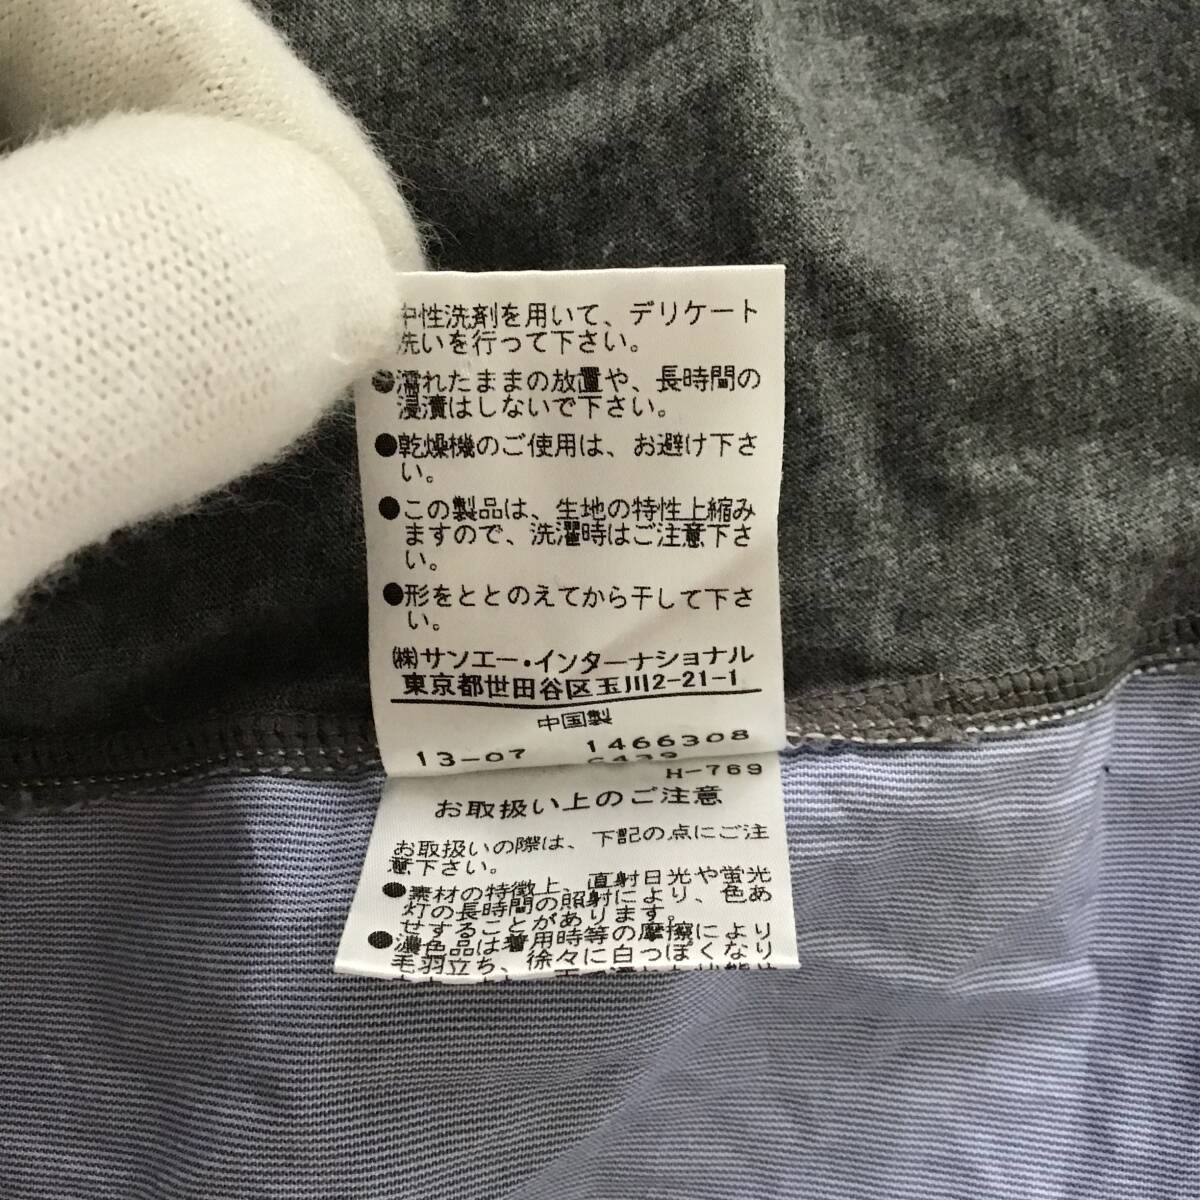 性洗剤を用いて、デリケート
洗いを行って下さい。
●濡れたままの放置や、長時間の
浸漬はしないで下さい。
●乾燥機のご使用は、お避け下さ
い。
●この製品は、生地の特性上縮み
ますので、洗濯時はご注意下さ
い。
●形をととのえてから干して下さ
い。
㈱サンエー・インターナショナル
東京都世田谷区玉川2-21-1
中国製
13-07 1466308
H-769
お取扱い上のご注意
お取扱いの際は、下記の点にご注
意下さい。
●素材の特徴上、直射日光や蛍光
灯の長時間の照射により、色あ
せすることがあります。
●濃色品は着用時等の摩擦により
毛羽立ち、徐々に白っぽくなり